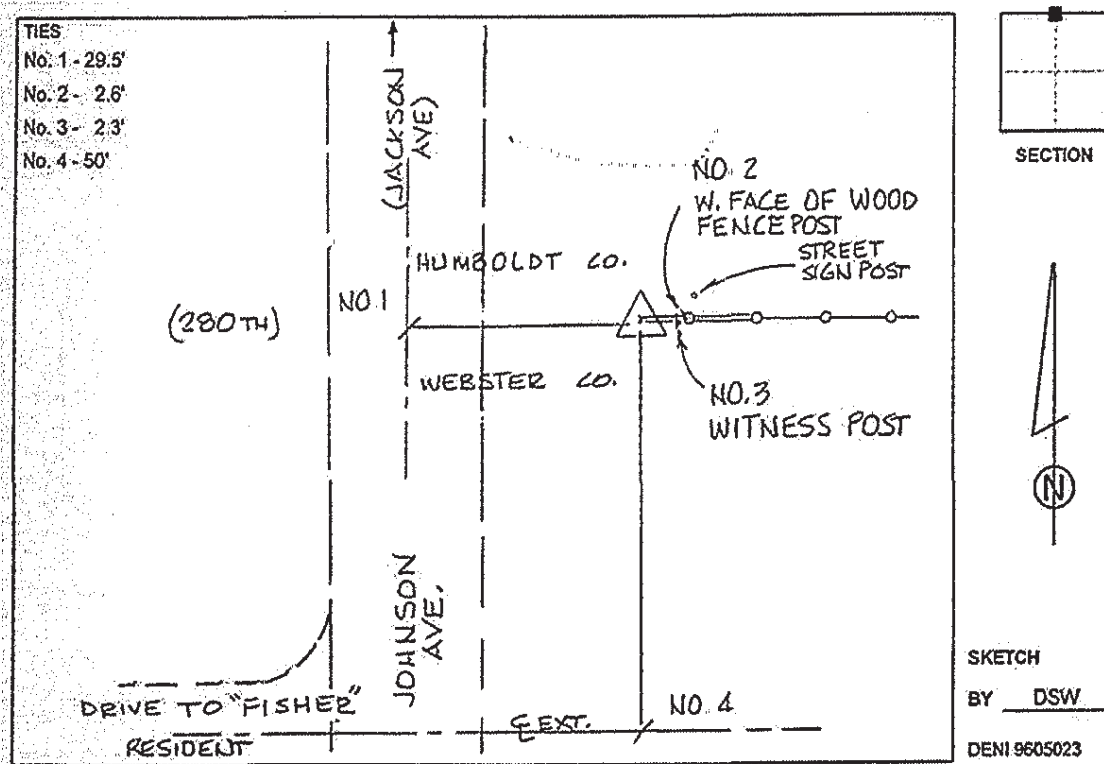 TIES
No. 1 - 29.5'
No. 2 - 2.6'
No. 3 - 2.3'
No. 4 - 50'
(JACKSON
AVE)
SECTION
NO. 2
W. FACE OF WOOD
FENCE POST
STREET
SIGN POST
HUMBOLDT CO.
(280TH)
NO.1
WEBSTER CO.
NO.3
WITNESS POST
N
JOHNSON
AVE.
DRIVE TO "FISHER"
RESIDENT
℄ EXT.
NO. 4
SKETCH
BY DSW
DENI 9605023